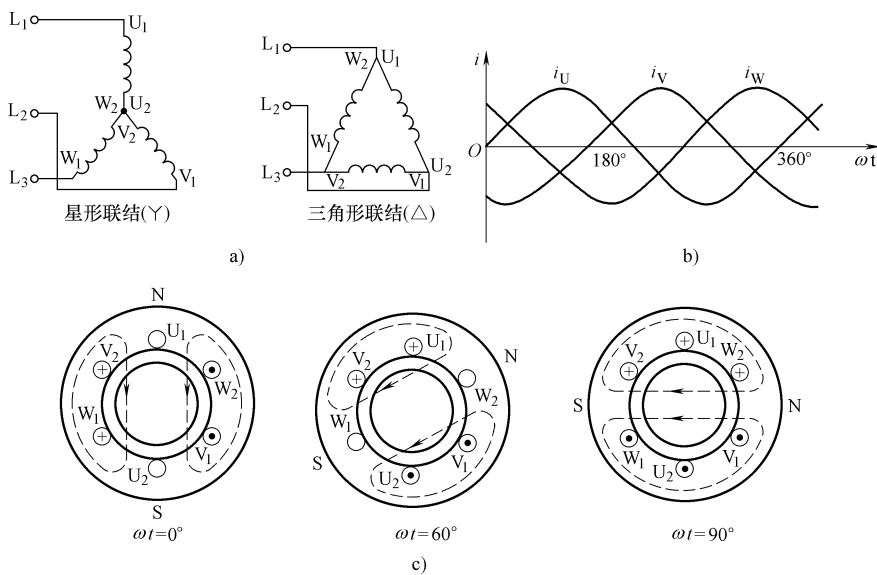 L₁ U₁
L₂ W₂ U₂
V₂
W₁
L₃ V₁
星形联结(Y)
L₁ W₂ U₁
L₂
W₁
L₃ V₂ V₁ U₂
三角形联结(△)
a)
i iU iV iW
O 180° 360° ωt
b)
N
U₁
V₂ W₂
W₁ V₁
U₂
S
ωt=0°
U₁ N
V₂ W₂
W₁ V₁
S U₂
ωt=60°
U₁
V₂ W₂
S N
W₁ V₁
U₂
ωt=90°
c)